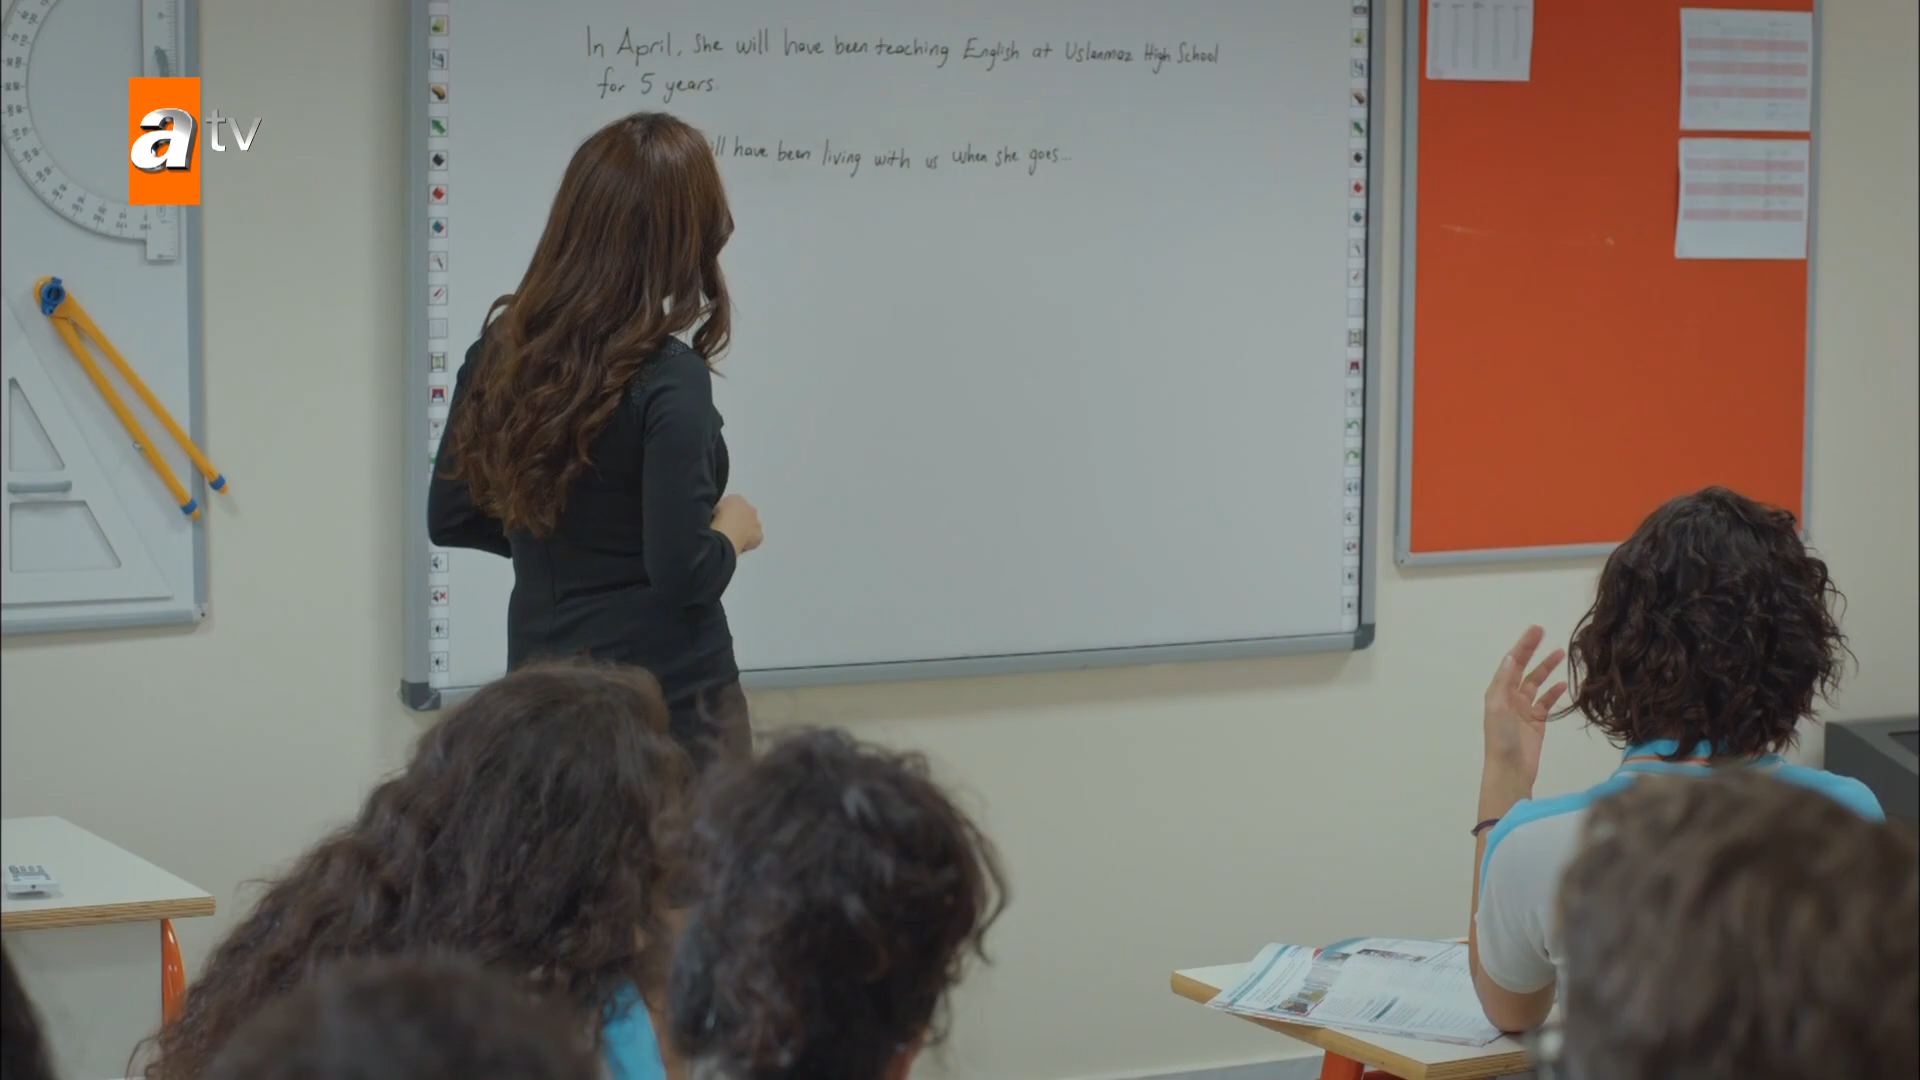 atv
In April, She will have been teaching English at Uslanmaz High School
for 5 years.
ll have been living with us when she goes...